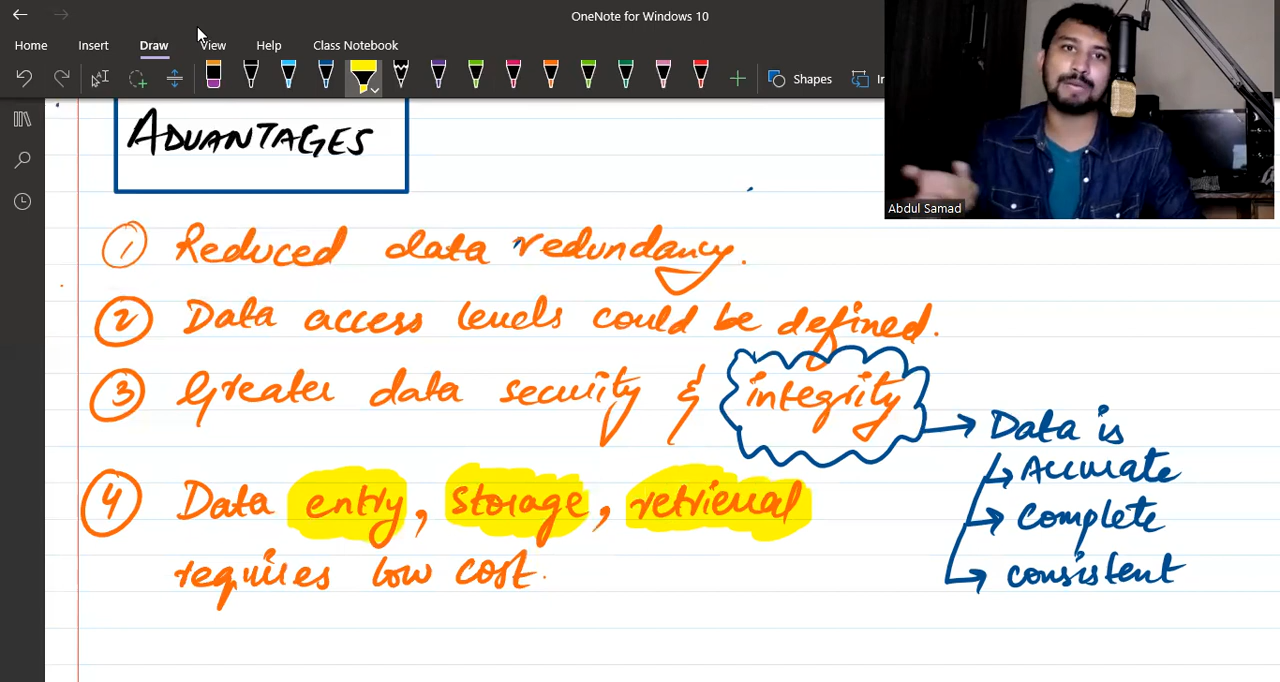 OneNote for Windows 10
Home Insert Draw View Help Class Notebook
Shapes In
ADVANTAGES
Abdul Samad
① Reduced data redundancy.
② Data access levels could be defined.
③ Greater data security & integrity
Data is
Accurate
Complete
consistent
④ Data entry, storage, retrieval
requires low cost.